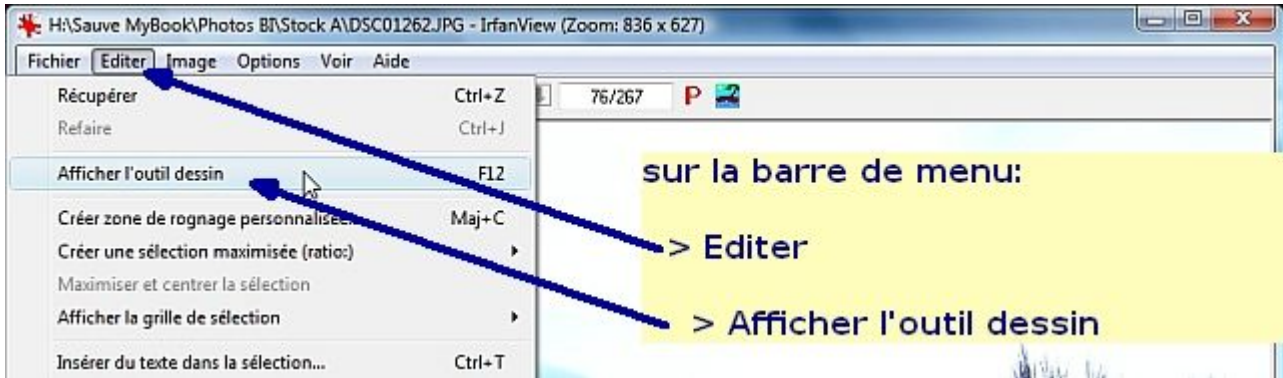 H:\Sauve MyBook\Photos BI\Stock A\DSC01262.JPG - IrfanView (Zoom: 836 x 627)
Fichier Editer Image Options Voir Aide
76/267 P
Récupérer Ctrl+Z
Refaire Ctrl+J
Afficher l'outil dessin F12
Créer zone de rognage personnalisée... Maj+C
Créer une sélection maximisée (ratio:)
Maximiser et centrer la sélection
Afficher la grille de sélection
Insérer du texte dans la sélection... Ctrl+T
sur la barre de menu:
> Editer
> Afficher l'outil dessin